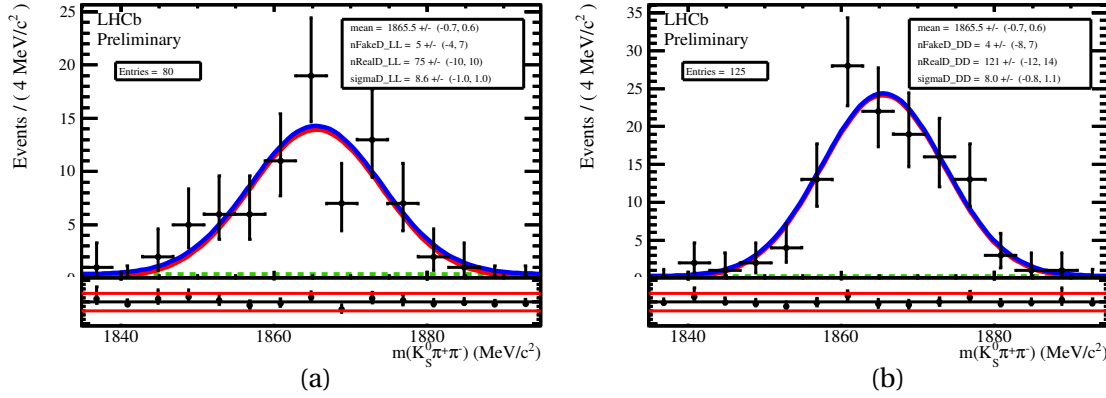 LHCb
Preliminary
Entries = 80
mean = 1865.5 +/- (-0.7, 0.6)
nFakeD_LL = 5 +/- (-4, 7)
nRealD_LL = 75 +/- (-10, 10)
sigmaD_LL = 8.6 +/- (-1.0, 1.0)
Events / ( 4 MeV/c²)
25
20
15
10
5
0
1840 1860 1880
m(K⁰Sπ⁺π⁻) (MeV/c²)
(a)
LHCb
Preliminary
Entries = 125
mean = 1865.5 +/- (-0.7, 0.6)
nFakeD_DD = 4 +/- (-8, 7)
nRealD_DD = 121 +/- (-12, 14)
sigmaD_DD = 8.0 +/- (-0.8, 1.1)
Events / ( 4 MeV/c²)
35
30
25
20
15
10
5
0
1840 1860 1880
m(K⁰Sπ⁺π⁻) (MeV/c²)
(b)